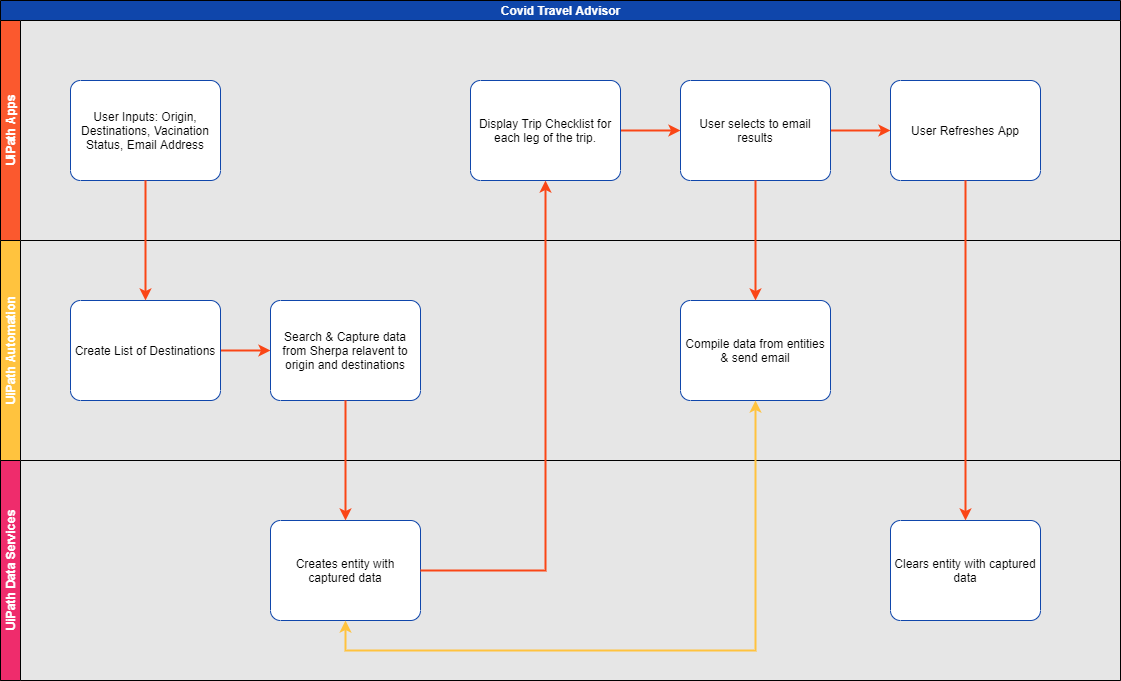 Covid Travel Advisor
UiPath Apps
User Inputs: Origin,
Destinations, Vacination
Status, Email Address
Display Trip Checklist for
each leg of the trip.
User selects to email
results
User Refreshes App
UiPath Automation
Create List of Destinations
Search & Capture data
from Sherpa relavent to
origin and destinations
Compile data from entities
& send email
UiPath Data Services
Creates entity with
captured data
Clears entity with captured
data